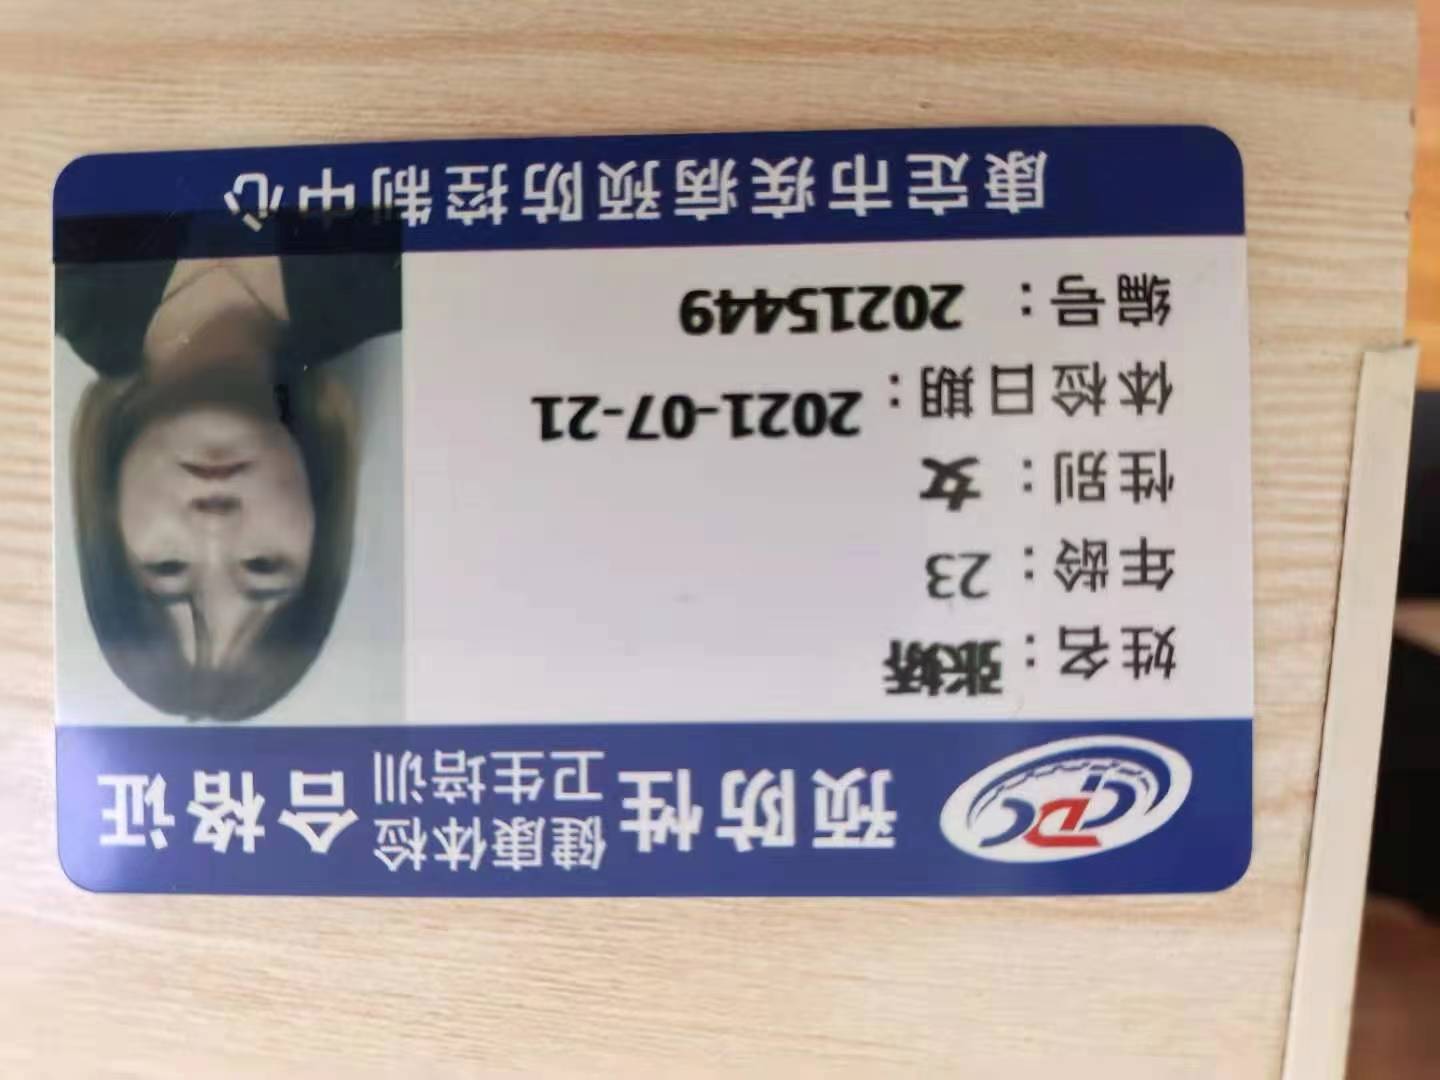 CDC
预防性 健康体检 合格证
卫生培训
姓名：张娇
年龄：23
性别：女
体检日期：2021-07-21
编号：20215449
康定市疾病预防控制中心